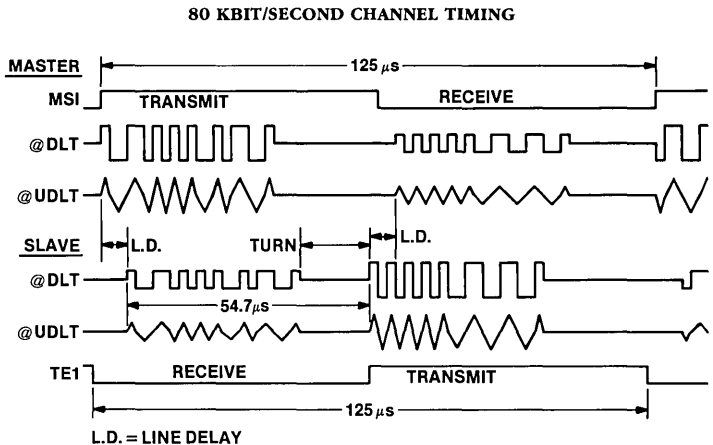 80 KBIT/SECOND CHANNEL TIMING
MASTER
125 μs
MSI
TRANSMIT
RECEIVE
@DLT
@UDLT
L.D.
TURN
L.D.
SLAVE
@DLT
54.7μs
@UDLT
TE1
RECEIVE
TRANSMIT
125 μs
L.D. = LINE DELAY